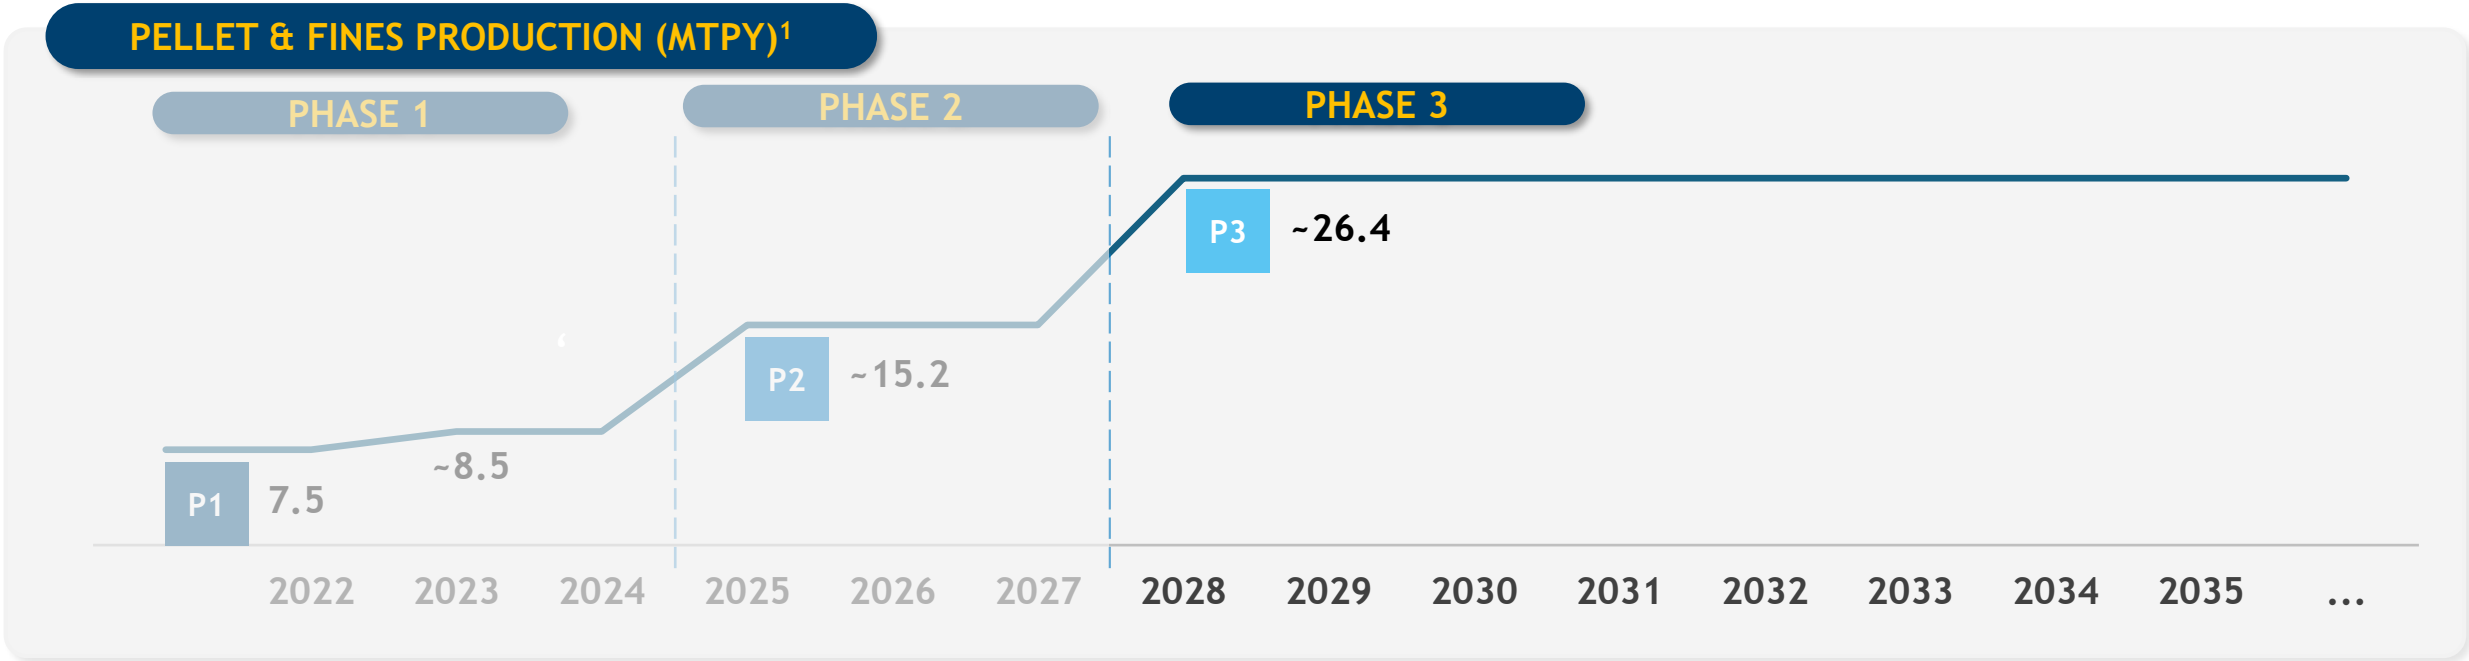 PELLET & FINES PRODUCTION (MTPY)¹
PHASE 1
PHASE 2
PHASE 3
P3 ~26.4
‘
P2 ~15.2
~8.5
P1 7.5
2022 2023 2024 2025 2026 2027 2028 2029 2030 2031 2032 2033 2034 2035 ...